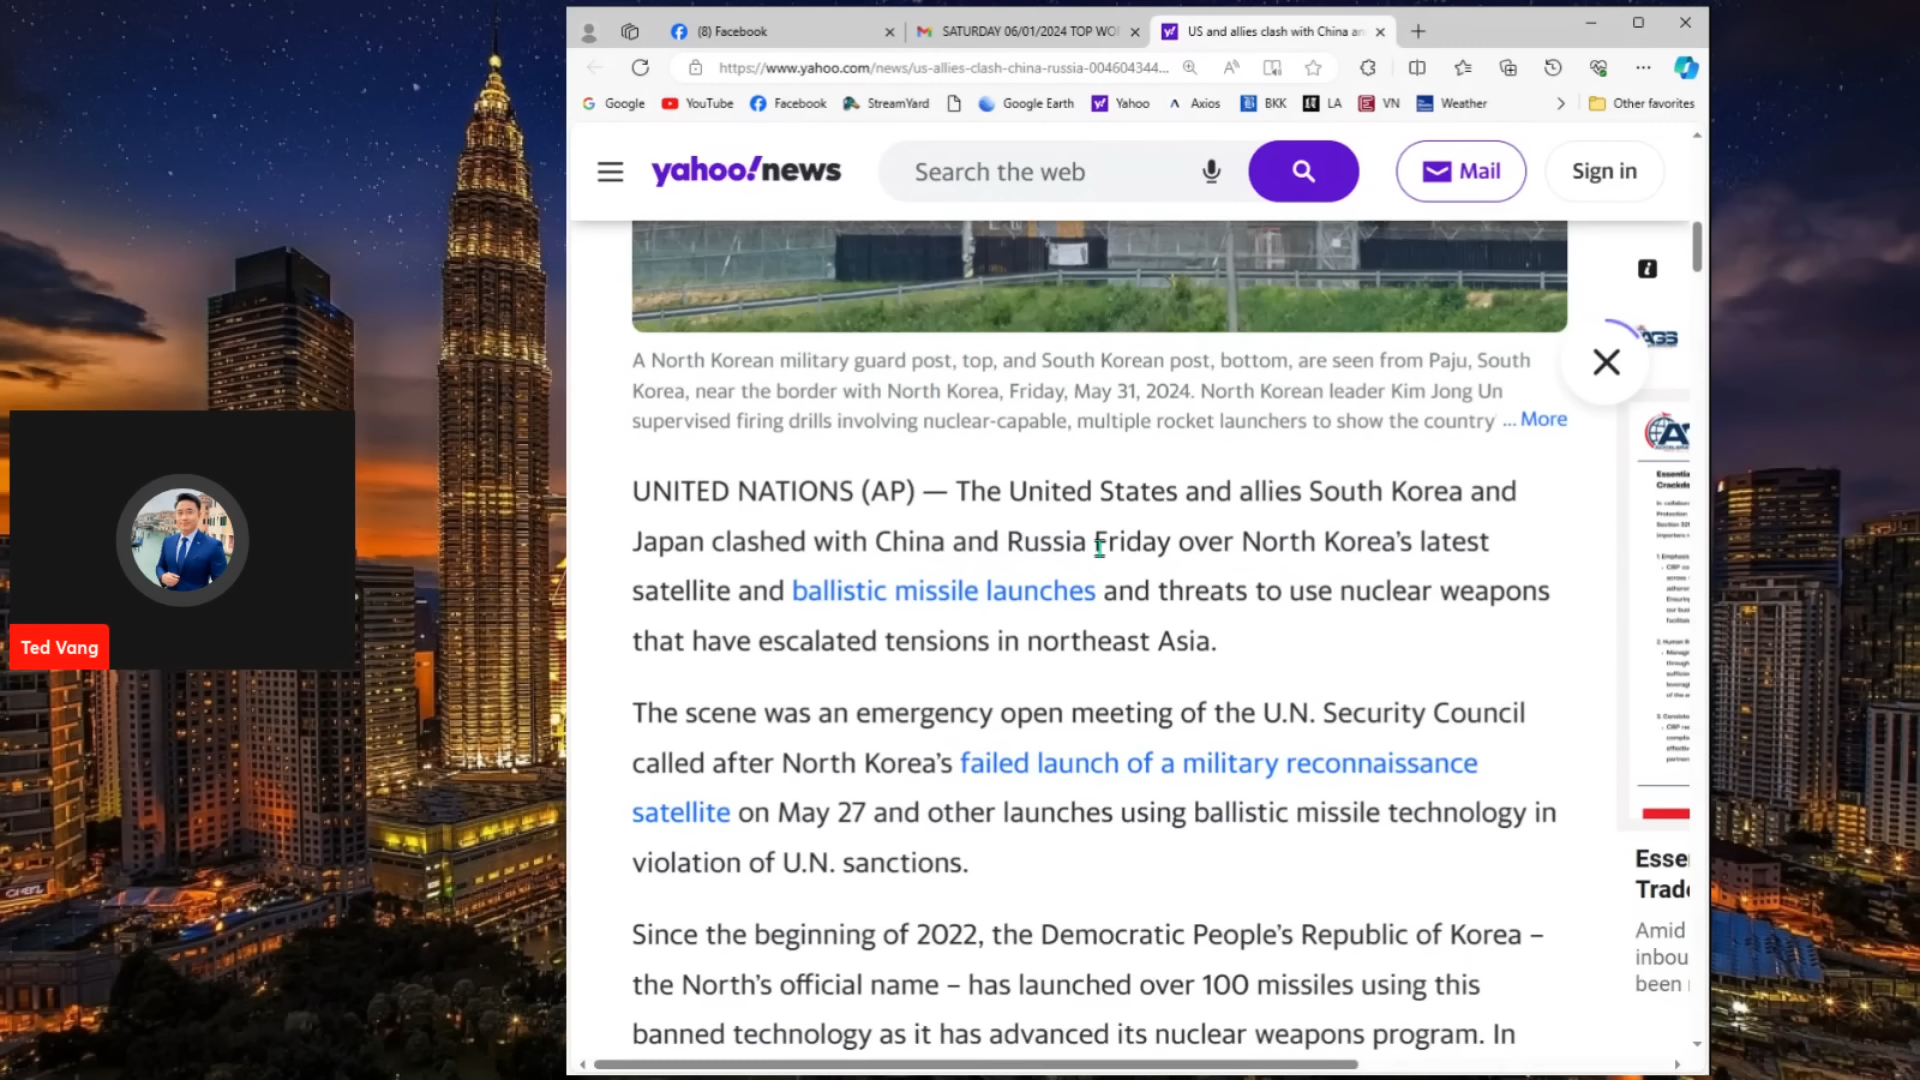 (8) Facebook
SATURDAY 06/01/2024 TOP WO
US and allies clash with China an
https://www.yahoo.com/news/us-allies-clash-china-russia-004604344...
Google YouTube Facebook StreamYard Google Earth Yahoo Axios BKK LA VN Weather Other favorites
yahoo!news
Search the web
Mail
Sign in
A North Korean military guard post, top, and South Korean post, bottom, are seen from Paju, South
Korea, near the border with North Korea, Friday, May 31, 2024. North Korean leader Kim Jong Un
supervised firing drills involving nuclear-capable, multiple rocket launchers to show the country ... More
UNITED NATIONS (AP) — The United States and allies South Korea and
Japan clashed with China and Russia Friday over North Korea's latest
satellite and ballistic missile launches and threats to use nuclear weapons
that have escalated tensions in northeast Asia.
The scene was an emergency open meeting of the U.N. Security Council
called after North Korea's failed launch of a military reconnaissance
satellite on May 27 and other launches using ballistic missile technology in
violation of U.N. sanctions.
Since the beginning of 2022, the Democratic People's Republic of Korea –
the North's official name – has launched over 100 missiles using this
banned technology as it has advanced its nuclear weapons program. In
Ted Vang
AGS
Esse
Trad
Amid
inbou
been